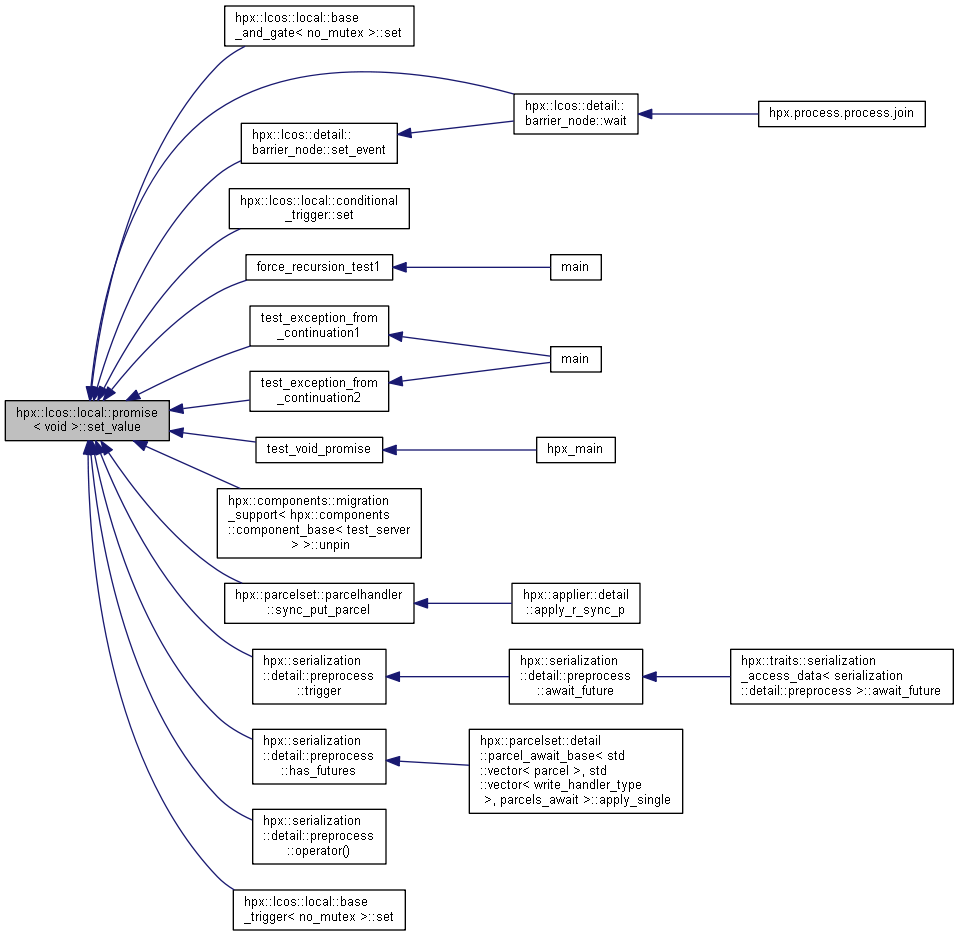 hpx::lcos::local::base
_and_gate< no_mutex >::set
hpx::lcos::detail::
barrier_node::wait
hpx.process.process.join
hpx::lcos::detail::
barrier_node::set_event
hpx::lcos::local::conditional
_trigger::set
force_recursion_test1
main
test_exception_from
_continuation1
main
test_exception_from
_continuation2
hpx::lcos::local::promise
< void >::set_value
test_void_promise
hpx_main
hpx::components::migration
_support< hpx::components
::component_base< test_server
> >::unpin
hpx::parcelset::parcelhandler
::sync_put_parcel
hpx::applier::detail
::apply_r_sync_p
hpx::serialization
::detail::preprocess
::trigger
hpx::serialization
::detail::preprocess
::await_future
hpx::traits::serialization
_access_data< serialization
::detail::preprocess >::await_future
hpx::serialization
::detail::preprocess
::has_futures
hpx::parcelset::detail
::parcel_await_base< std
::vector< parcel >, std
::vector< write_handler_type
>, parcels_await >::apply_single
hpx::serialization
::detail::preprocess
::operator()
hpx::lcos::local::base
_trigger< no_mutex >::set